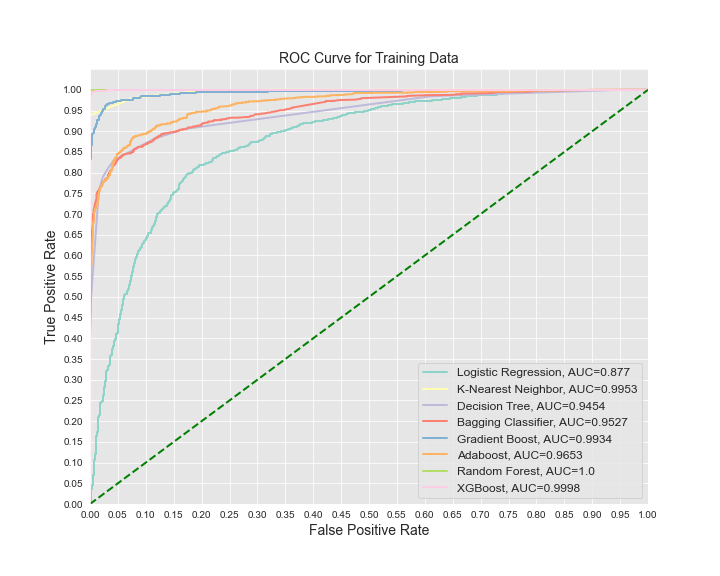 ROC Curve for Training Data
True Positive Rate
1.00
0.95
0.90
0.85
0.80
0.75
0.70
0.65
0.60
0.55
0.50
0.45
0.40
0.35
0.30
0.25
0.20
0.15
0.10
0.05
0.00
Logistic Regression, AUC=0.877
K-Nearest Neighbor, AUC=0.9953
Decision Tree, AUC=0.9454
Bagging Classifier, AUC=0.9527
Gradient Boost, AUC=0.9934
Adaboost, AUC=0.9653
Random Forest, AUC=1.0
XGBoost, AUC=0.9998
0.00 0.05 0.10 0.15 0.20 0.25 0.30 0.35 0.40 0.45 0.50 0.55 0.60 0.65 0.70 0.75 0.80 0.85 0.90 0.95 1.00
False Positive Rate